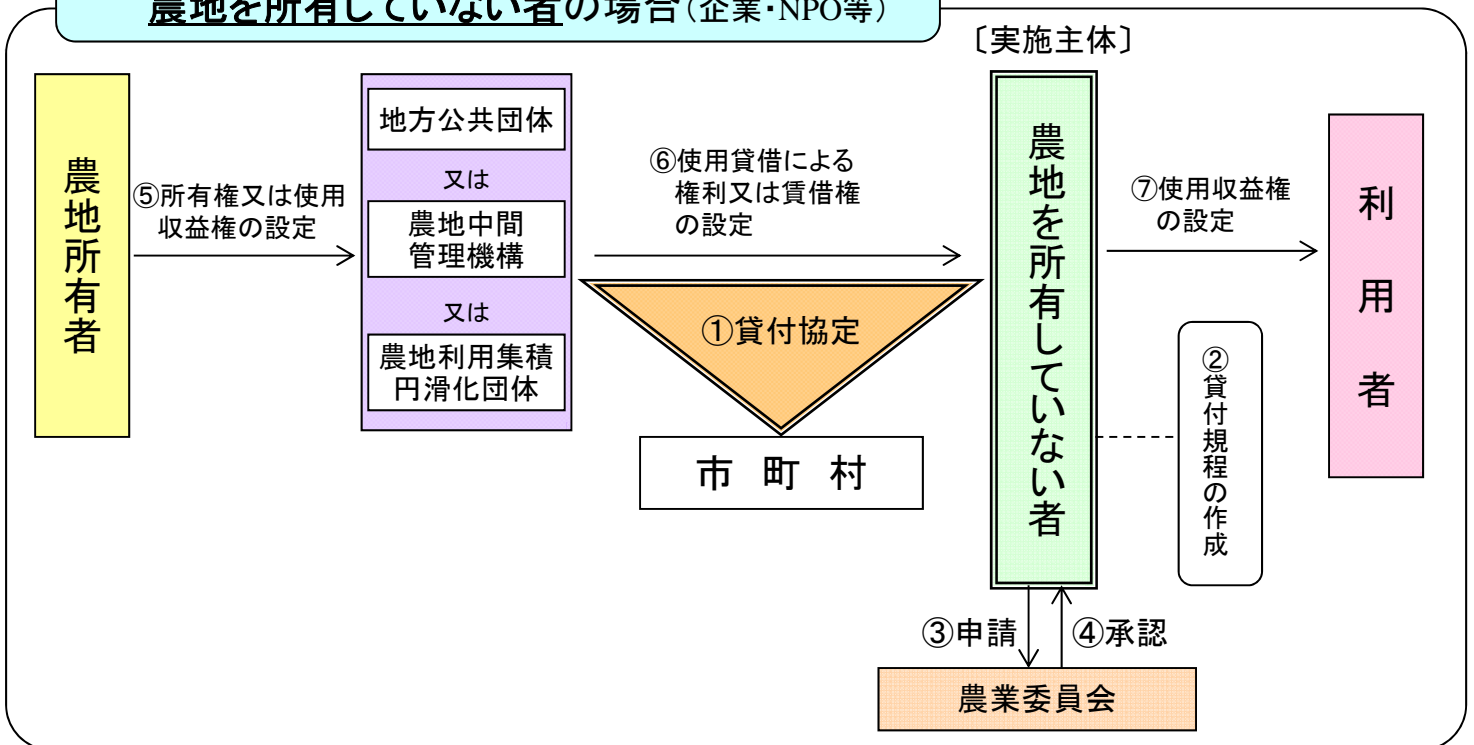 農地を所有していない者の場合(企業・NPO等)
〔実施主体〕
農地所有者
⑤所有権又は使用
収益権の設定
地方公共団体
又は
農地中間
管理機構
又は
農地利用集積
円滑化団体
⑥使用貸借による
権利又は賃借権
の設定
①貸付協定
市町村
農地を所有していない者
⑦使用収益権
の設定
②貸付規程の作成
利用者
③申請
④承認
農業委員会